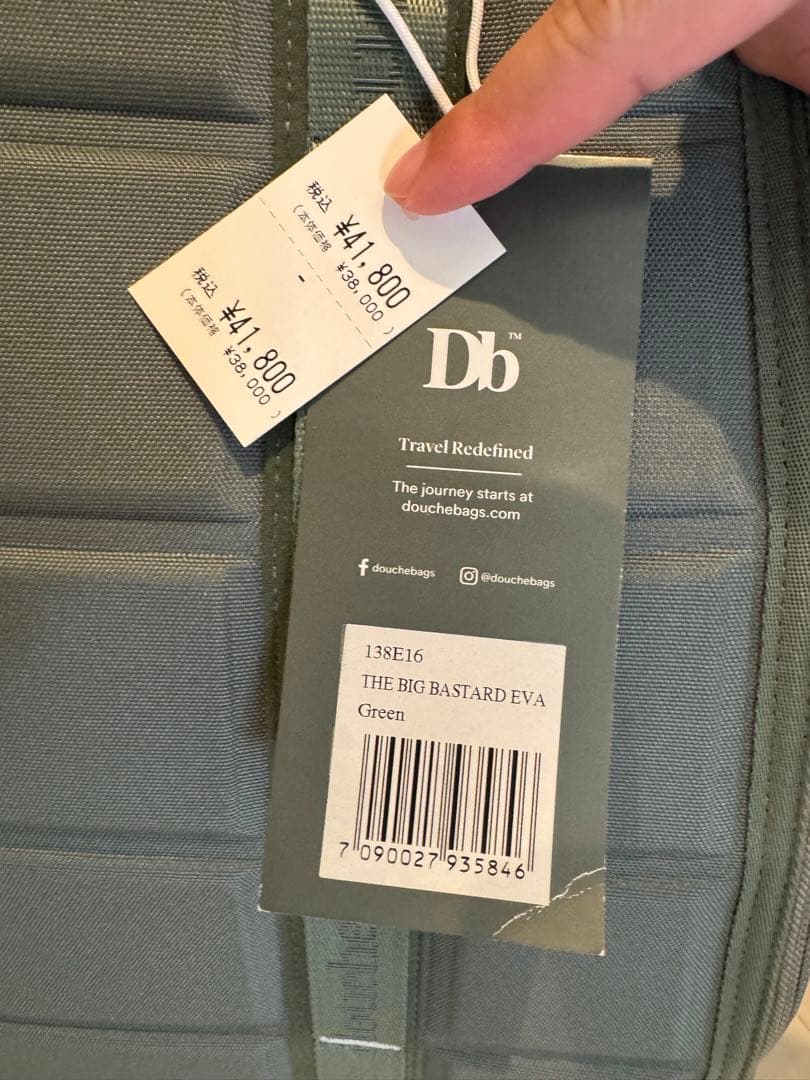 税込 ¥41,800
(本体価格 ¥38,000)
税込 ¥41,800
(本体価格 ¥38,000)
Db™
Travel Redefined
The journey starts at
douchebags.com
douchebags @douchebags
138E16
THE BIG BASTARD EVA
Green
7 090027 935846